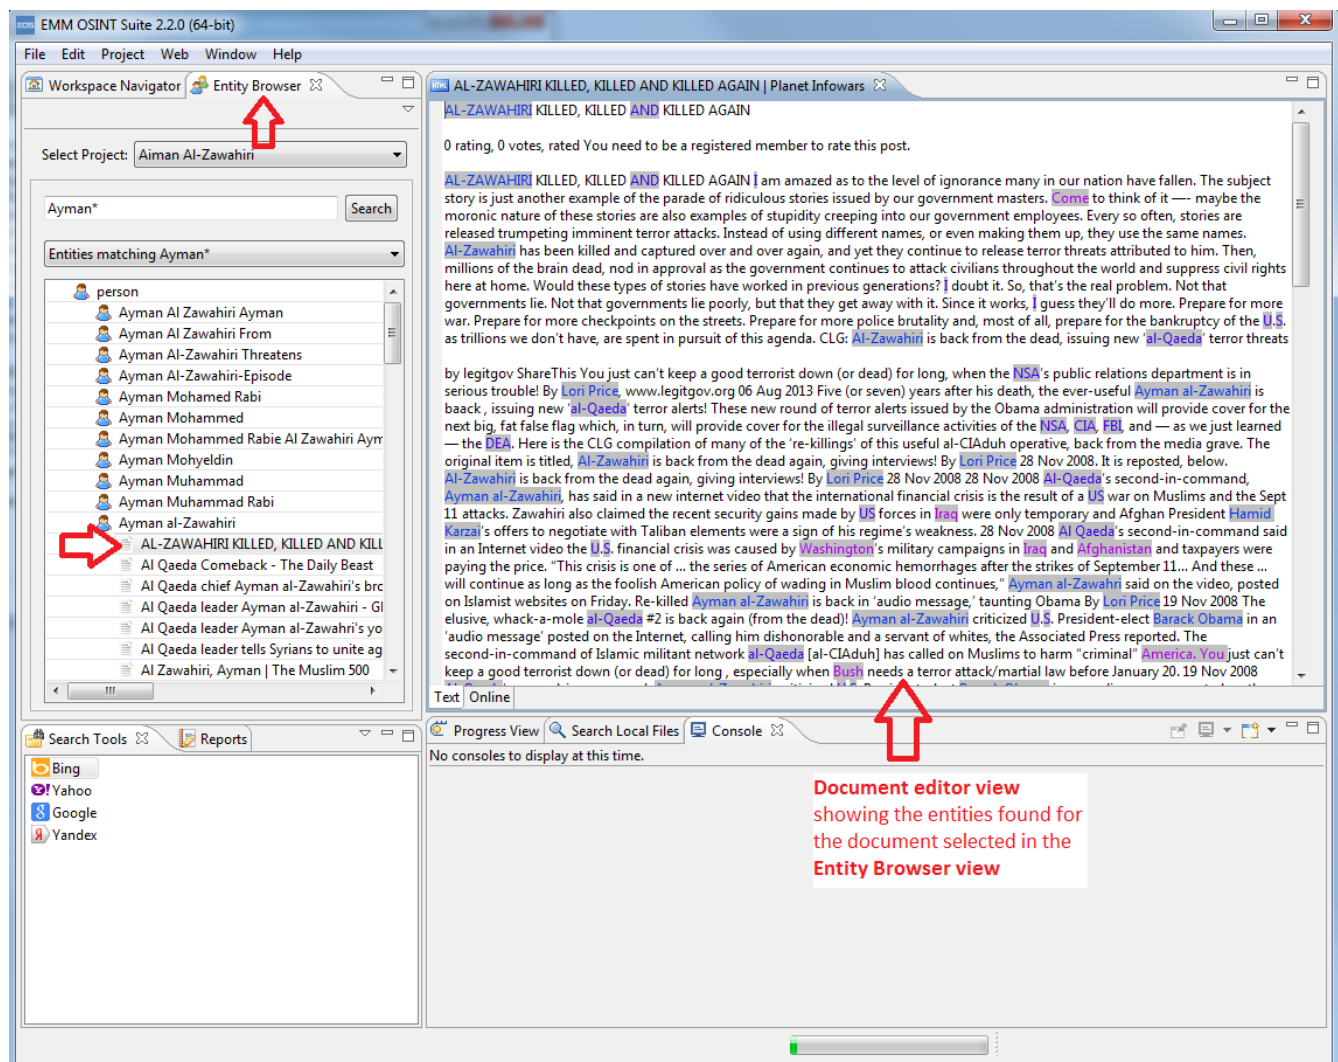 EMM OSINT Suite 2.2.0 (64-bit)
File Edit Project Web Window Help
Workspace Navigator Entity Browser
Select Project: Aiman Al-Zawahiri
Ayman* Search
Entities matching Ayman*
person
Ayman Al Zawahiri Ayman
Ayman Al Zawahiri From
Ayman Al-Zawahiri Threatens
Ayman Al-Zawahiri-Episode
Ayman Mohamed Rabi
Ayman Mohammed
Ayman Mohammed Rabie Al Zawahiri Aym
Ayman Mohyeldin
Ayman Muhammad
Ayman Muhammad Rabi
Ayman al-Zawahiri
AL-ZAWAHIRI KILLED, KILLED AND KILL
Al Qaeda Comeback - The Daily Beast
Al Qaeda chief Ayman al-Zawahiri's bro
Al Qaeda leader Ayman al-Zawahiri - Gl
Al Qaeda leader Ayman al-Zawahri's yo
Al Qaeda leader tells Syrians to unite ag
Al Zawahiri, Ayman | The Muslim 500
AL-ZAWAHIRI KILLED, KILLED AND KILLED AGAIN | Planet Infowars
AL-ZAWAHIRI KILLED, KILLED AND KILLED AGAIN
0 rating, 0 votes, rated You need to be a registered member to rate this post.
AL-ZAWAHIRI KILLED, KILLED AND KILLED AGAIN I am amazed as to the level of ignorance many in our nation have fallen. The subject
story is just another example of the parade of ridiculous stories issued by our government masters. Come to think of it —- maybe the
moronic nature of these stories are also examples of stupidity creeping into our government employees. Every so often, stories are
released trumpeting imminent terror attacks. Instead of using different names, or even making them up, they use the same names.
Al-Zawahiri has been killed and captured over and over again, and yet they continue to release terror threats attributed to him. Then,
millions of the brain dead, nod in approval as the government continues to attack civilians throughout the world and suppress civil rights
here at home. Would these types of stories have worked in previous generations? I doubt it. So, that's the real problem. Not that
governments lie. Not that governments lie poorly, but that they get away with it. Since it works, I guess they'll do more. Prepare for more
war. Prepare for more checkpoints on the streets. Prepare for more police brutality and, most of all, prepare for the bankruptcy of the U.S.
as trillions we don't have, are spent in pursuit of this agenda. CLG: Al-Zawahiri is back from the dead, issuing new 'al-Qaeda' terror threats
by legitgov ShareThis You just can't keep a good terrorist down (or dead) for long, when the NSA's public relations department is in
serious trouble! By Lori Price, www.legitgov.org 06 Aug 2013 Five (or seven) years after his death, the ever-useful Ayman al-Zawahiri is
baack , issuing new 'al-Qaeda' terror alerts! These new round of terror alerts issued by the Obama administration will provide cover for the
next big, fat false flag which, in turn, will provide cover for the illegal surveillance activities of the NSA, CIA, FBI, and — as we just learned
— the DEA. Here is the CLG compilation of many of the 're-killings' of this useful al-CIAduh operative, back from the media grave. The
original item is titled, Al-Zawahiri is back from the dead again, giving interviews! By Lori Price 28 Nov 2008. It is reposted, below.
Al-Zawahiri is back from the dead again, giving interviews! By Lori Price 28 Nov 2008 28 Nov 2008 Al-Qaeda's second-in-command,
Ayman al-Zawahiri, has said in a new internet video that the international financial crisis is the result of a US war on Muslims and the Sept
11 attacks. Zawahiri also claimed the recent security gains made by US forces in Iraq were only temporary and Afghan President Hamid
Karzai's offers to negotiate with Taliban elements were a sign of his regime's weakness. 28 Nov 2008 Al Qaeda's second-in-command said
in an Internet video the U.S. financial crisis was caused by Washington's military campaigns in Iraq and Afghanistan and taxpayers were
paying the price. "This crisis is one of ... the series of American economic hemorrhages after the strikes of September 11... And these ...
will continue as long as the foolish American policy of wading in Muslim blood continues," Ayman al-Zawahri said on the video, posted
on Islamist websites on Friday. Re-killed Ayman al-Zawahiri is back in 'audio message,' taunting Obama By Lori Price 19 Nov 2008 The
elusive, whack-a-mole al-Qaeda #2 is back again (from the dead)! Ayman al-Zawahiri criticized U.S. President-elect Barack Obama in an
'audio message' posted on the Internet, calling him dishonorable and a servant of whites, the Associated Press reported. The
second-in-command of Islamic militant network al-Qaeda [al-CIAduh] has called on Muslims to harm "criminal" America. You just can't
keep a good terrorist down (or dead) for long , especially when Bush needs a terror attack/martial law before January 20. 19 Nov 2008
Text Online
Search Tools Reports
Bing
Yahoo
Google
Yandex
Progress View Search Local Files Console
No consoles to display at this time.
Document editor view
showing the entities found for
the document selected in the
Entity Browser view